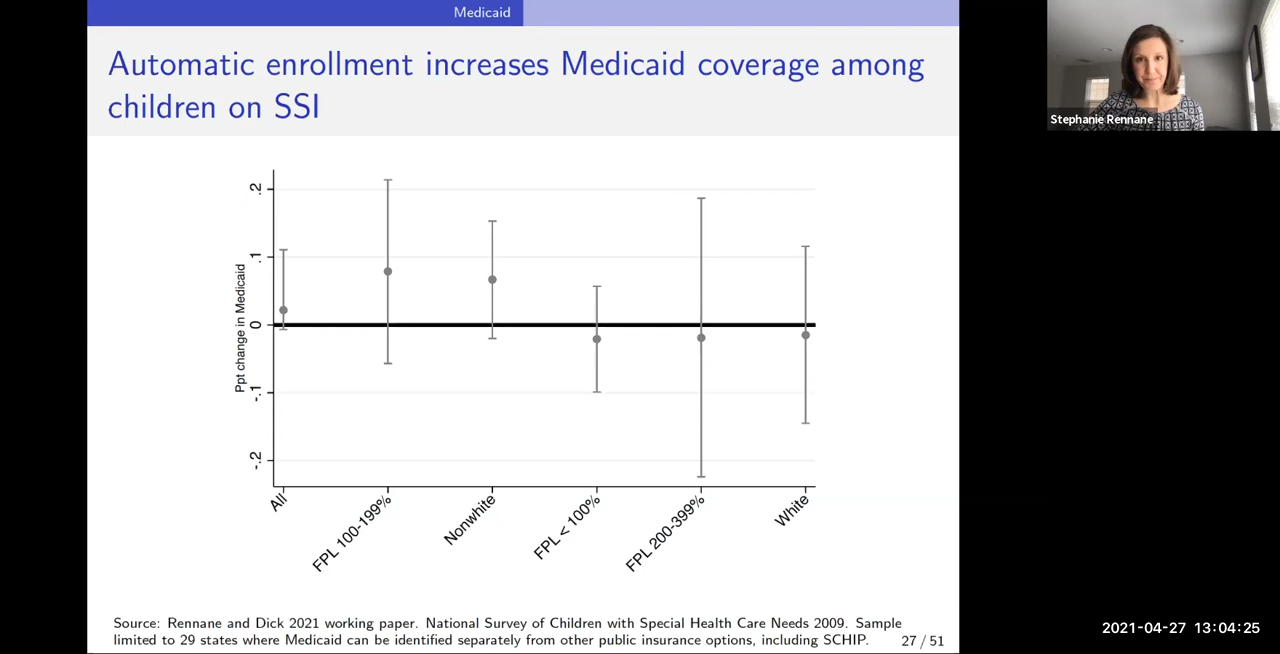 Medicaid
Automatic enrollment increases Medicaid coverage among
children on SSI
Stephanie Rennane
Ppt change in Medicaid
.2
.1
0
-.1
-.2
All
FPL 100-199%
Nonwhite
FPL < 100%
FPL 200-399%
White
Source: Rennane and Dick 2021 working paper. National Survey of Children with Special Health Care Needs 2009. Sample
limited to 29 states where Medicaid can be identified separately from other public insurance options, including SCHIP.
27 / 51
2021-04-27 13:04:25